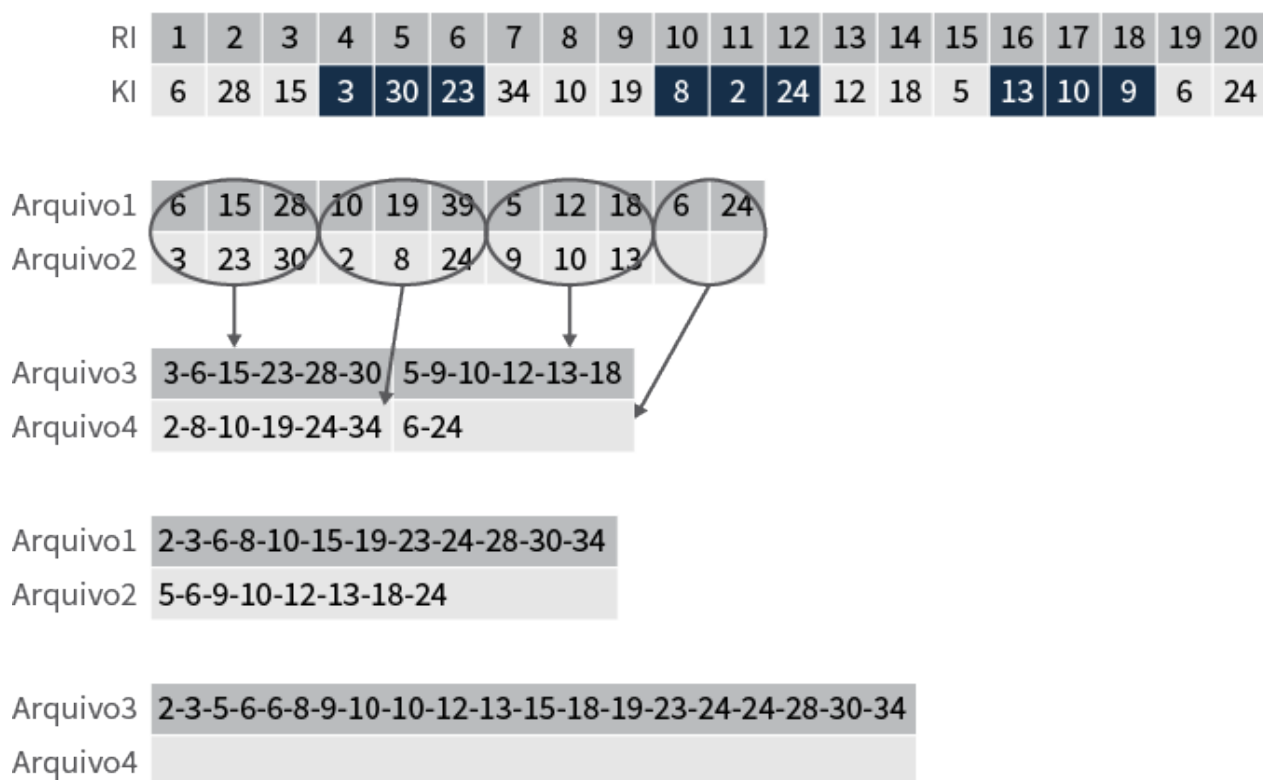 RI 1 2 3 4 5 6 7 8 9 10 11 12 13 14 15 16 17 18 19 20
KI 6 28 15 3 30 23 34 10 19 8 2 24 12 18 5 13 10 9 6 24
Arquivo1 6 15 28 10 19 39 5 12 18 6 24
Arquivo2 3 23 30 2 8 24 9 10 13
Arquivo3 3-6-15-23-28-30 5-9-10-12-13-18
Arquivo4 2-8-10-19-24-34 6-24
Arquivo1 2-3-6-8-10-15-19-23-24-28-30-34
Arquivo2 5-6-9-10-12-13-18-24
Arquivo3 2-3-5-6-6-8-9-10-10-12-13-15-18-19-23-24-24-28-30-34
Arquivo4